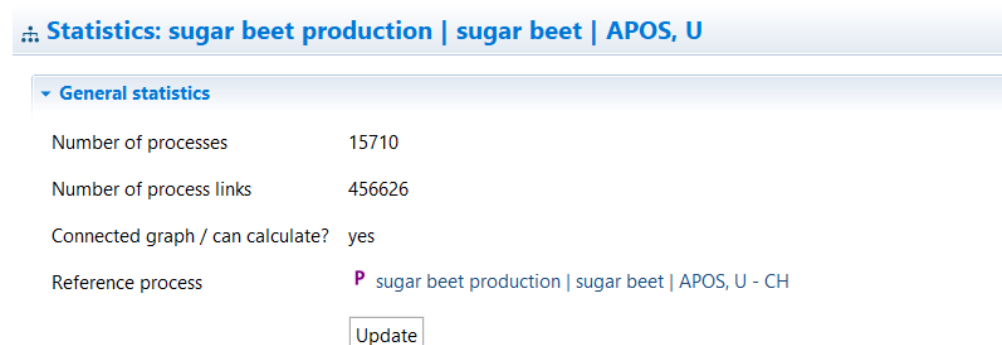 Statistics: sugar beet production | sugar beet | APOS, U
General statistics
Number of processes 15710
Number of process links 456626
Connected graph / can calculate? yes
Reference process P sugar beet production | sugar beet | APOS, U - CH
Update